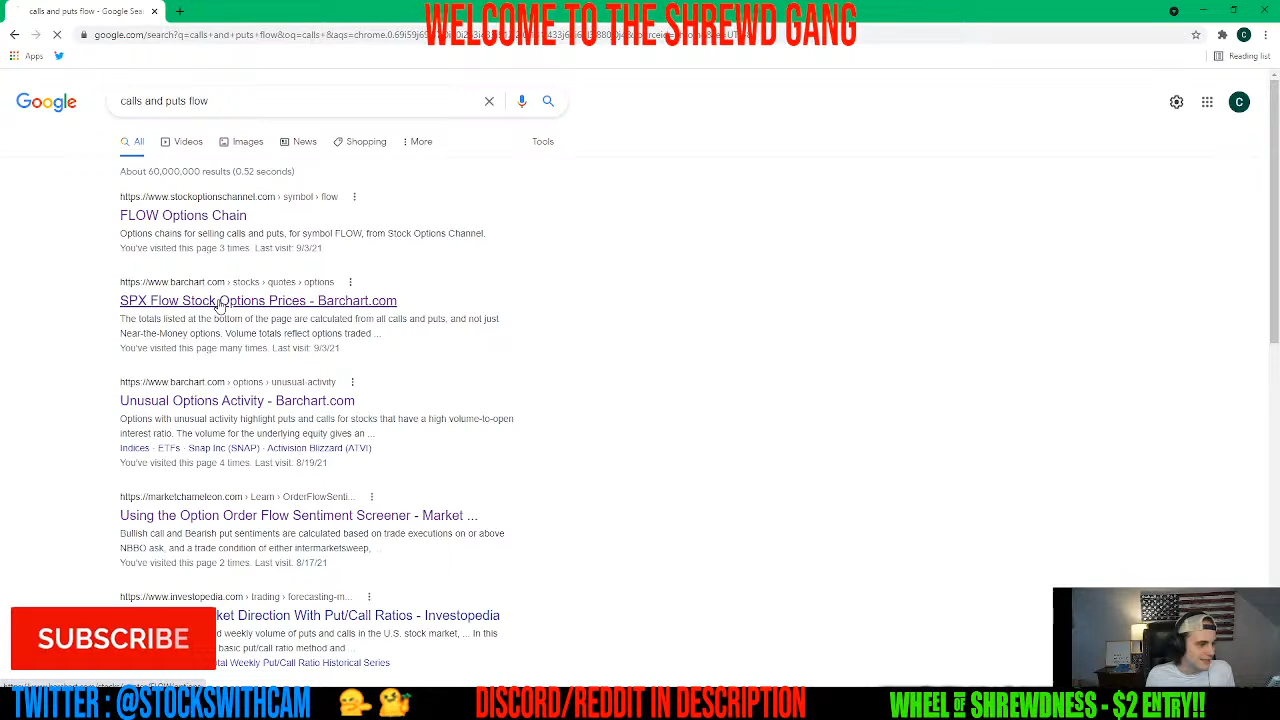 calls and puts flow - Google Sea
WELCOME TO THE SHREWD GANG
Apps
Reading list
Google
calls and puts flow
All
Videos
Images
News
Shopping
More
Tools
About 60,000,000 results (0.52 seconds)
https://www.stockoptionschannel.com › symbol › flow
FLOW Options Chain
Options chains for selling calls and puts, for symbol FLOW, from Stock Options Channel.
You've visited this page 3 times. Last visit: 9/3/21
https://www.barchart.com › stocks › quotes › options
SPX Flow Stock Options Prices - Barchart.com
The totals listed at the bottom of the page are calculated from all calls and puts, and not just
Near-the-Money options. Volume totals reflect options traded ...
You've visited this page many times. Last visit: 9/3/21
https://www.barchart.com › options › unusual-activity
Unusual Options Activity - Barchart.com
Options with unusual activity highlight puts and calls for stocks that have a high volume-to-open
interest ratio. The volume for the underlying equity gives an ...
Indices · ETFs · Snap Inc (SNAP) · Activision Blizzard (ATVI)
You've visited this page 4 times. Last visit: 8/19/21
https://marketchameleon.com › Learn › OrderFlowSenti...
Using the Option Order Flow Sentiment Screener - Market ...
Bullish call and Bearish put sentiments are calculated based on trade executions on or above
NBBO ask, and a trade condition of either intermarketsweep, ...
You've visited this page 2 times. Last visit: 8/17/21
https://www.investopedia.com › trading › forecasting-m...
ket Direction With Put/Call Ratios - Investopedia
d weekly volume of puts and calls in the U.S. stock market, ... In this
basic put/call ratio method and ...
tal Weekly Put/Call Ratio Historical Series
SUBSCRIBE
TWITTER : @STOCKSWITHCAM
DISCORD/REDDIT IN DESCRIPTION
WHEEL OF SHREWDNESS - $2 ENTRY!!
C
C